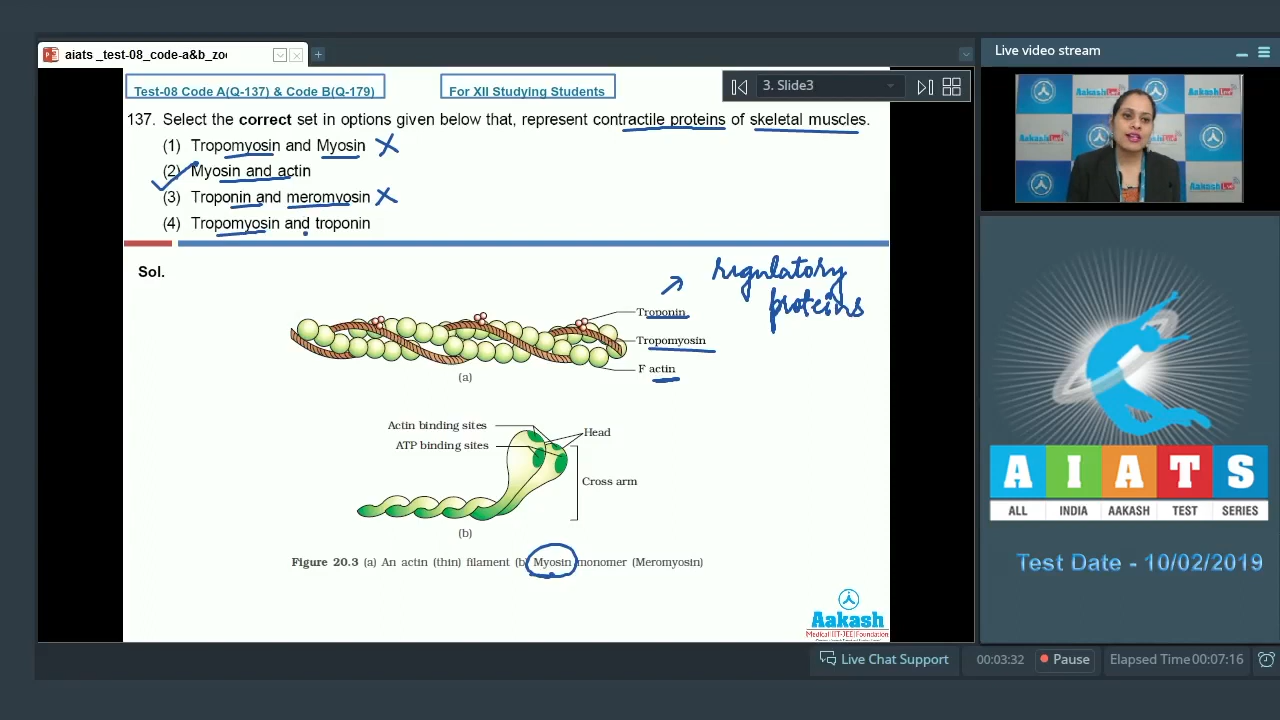 aiats _test-08_code-a&b_zo
Live video stream
3. Slide3
Test-08 Code A(Q-137) & Code B(Q-179)
For XII Studying Students
137. Select the correct set in options given below that, represent contractile proteins of skeletal muscles.
(1) Tropomyosin and Myosin
(2) Myosin and actin
(3) Troponin and meromyosin
(4) Tropomyosin and troponin
Sol.
regulatory
proteins
Troponin
Tropomyosin
F actin
(a)
Actin binding sites
ATP binding sites
Head
Cross arm
(b)
Figure 20.3 (a) An actin (thin) filament (b) Myosin monomer (Meromyosin)
Aakash
Medical|IIT-JEE|Foundation
AakashLive
A I A T S
ALL INDIA AAKASH TEST SERIES
Test Date - 10/02/2019
Live Chat Support
00:03:32
Pause
Elapsed Time 00:07:16